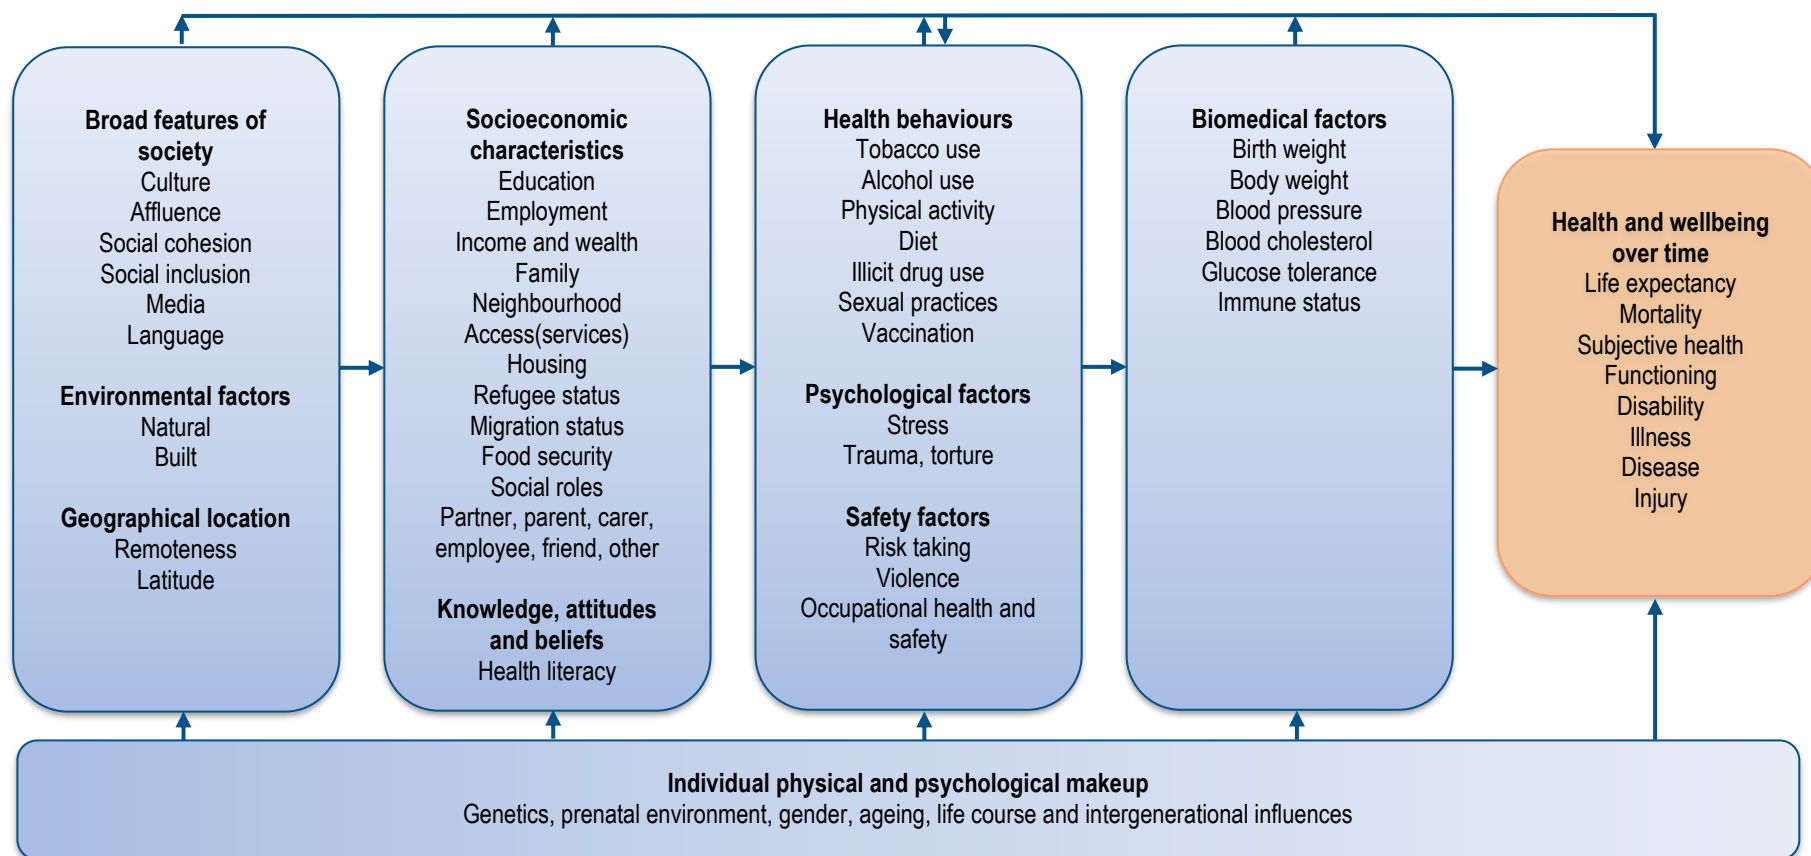 Broad features of
society
Culture
Affluence
Social cohesion
Social inclusion
Media
Language
Environmental factors
Natural
Built
Geographical location
Remoteness
Latitude
Socioeconomic
characteristics
Education
Employment
Income and wealth
Family
Neighbourhood
Access(services)
Housing
Refugee status
Migration status
Food security
Social roles
Partner, parent, carer,
employee, friend, other
Knowledge, attitudes
and beliefs
Health literacy
Health behaviours
Tobacco use
Alcohol use
Physical activity
Diet
Illicit drug use
Sexual practices
Vaccination
Psychological factors
Stress
Trauma, torture
Safety factors
Risk taking
Violence
Occupational health and
safety
Biomedical factors
Birth weight
Body weight
Blood pressure
Blood cholesterol
Glucose tolerance
Immune status
Health and wellbeing
over time
Life expectancy
Mortality
Subjective health
Functioning
Disability
Illness
Disease
Injury
Individual physical and psychological makeup
Genetics, prenatal environment, gender, ageing, life course and intergenerational influences